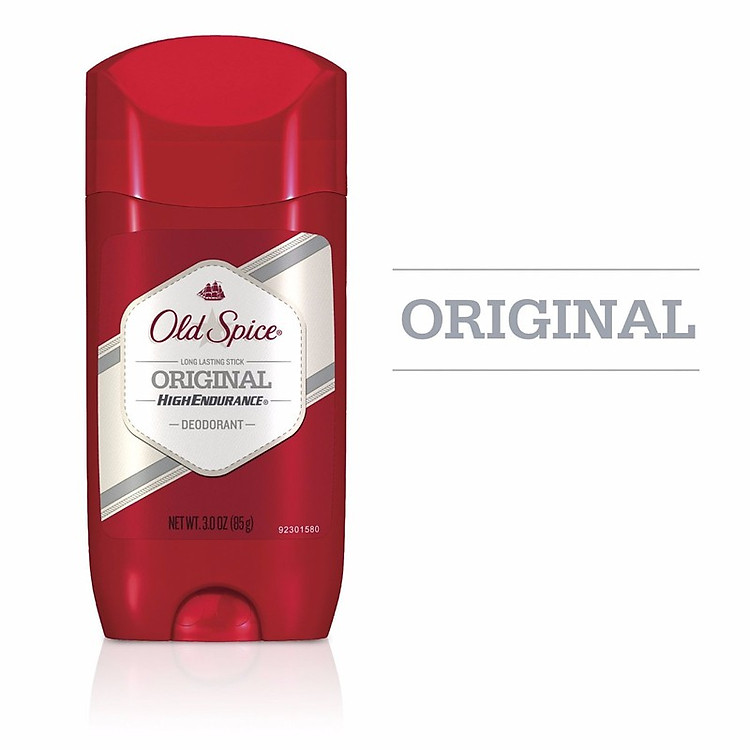 Old Spice®
LONG LASTING STICK
ORIGINAL
HIGHENDURANCE®
DEODORANT
NET WT. 3.0 OZ (85g)
92301580
ORIGINAL